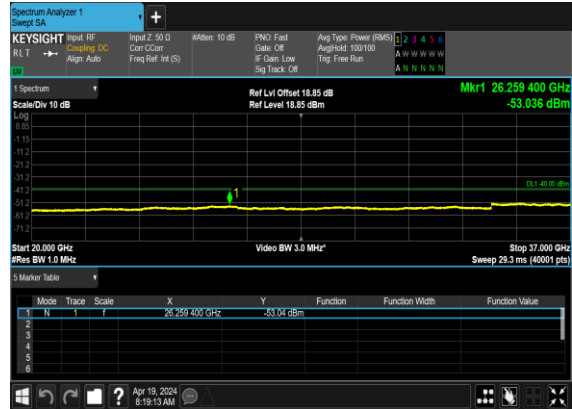 Spectrum Analyzer 1
Swept SA
+
KEYSIGHT
RLT
Input: RF
Coupling: DC
Align: Auto
Input Z: 50 Ω
Corr CCorr
Freq Ref: Int (S)
#Atten: 10 dB
PNO: Fast
Gate: Off
IF Gain: Low
Sig Track: Off
Avg Type: Power (RMS)
Avg|Hold: 100/100
Trig: Free Run
1 2 3 4 5 6
A W W W W W
A N N N N N
1 Spectrum
Scale/Div 10 dB
Ref Lvl Offset 18.85 dB
Ref Level 18.85 dBm
Mkr1 26.259 400 GHz
-53.036 dBm
Log
8.85
-1.15
-11.2
-21.2
-31.2
-41.2
-51.2
-61.2
-71.2
1
DL1 -40.00 dBm
Start 20.000 GHz
#Res BW 1.0 MHz
Video BW 3.0 MHz*
Stop 37.000 GHz
Sweep 29.3 ms (40001 pts)
5 Marker Table
Mode Trace Scale X Y Function Function Width Function Value
1 N 1 f 26.259 400 GHz -53.04 dBm
2
3
4
5
6
?
Apr 19, 2024
8:19:13 AM